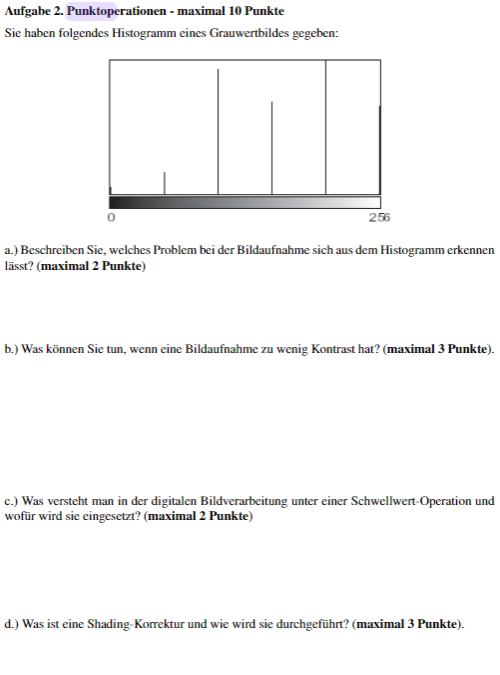 Aufgabe 2. Punktoperationen - maximal 10 Punkte
Sie haben folgendes Histogramm eines Grauwertbildes gegeben:
0 256
a.) Beschreiben Sie, welches Problem bei der Bildaufnahme sich aus dem Histogramm erkennen
lässt? (maximal 2 Punkte)
b.) Was können Sie tun, wenn eine Bildaufnahme zu wenig Kontrast hat? (maximal 3 Punkte).
c.) Was versteht man in der digitalen Bildverarbeitung unter einer Schwellwert-Operation und
wofür wird sie eingesetzt? (maximal 2 Punkte)
d.) Was ist eine Shading-Korrektur und wie wird sie durchgeführt? (maximal 3 Punkte).